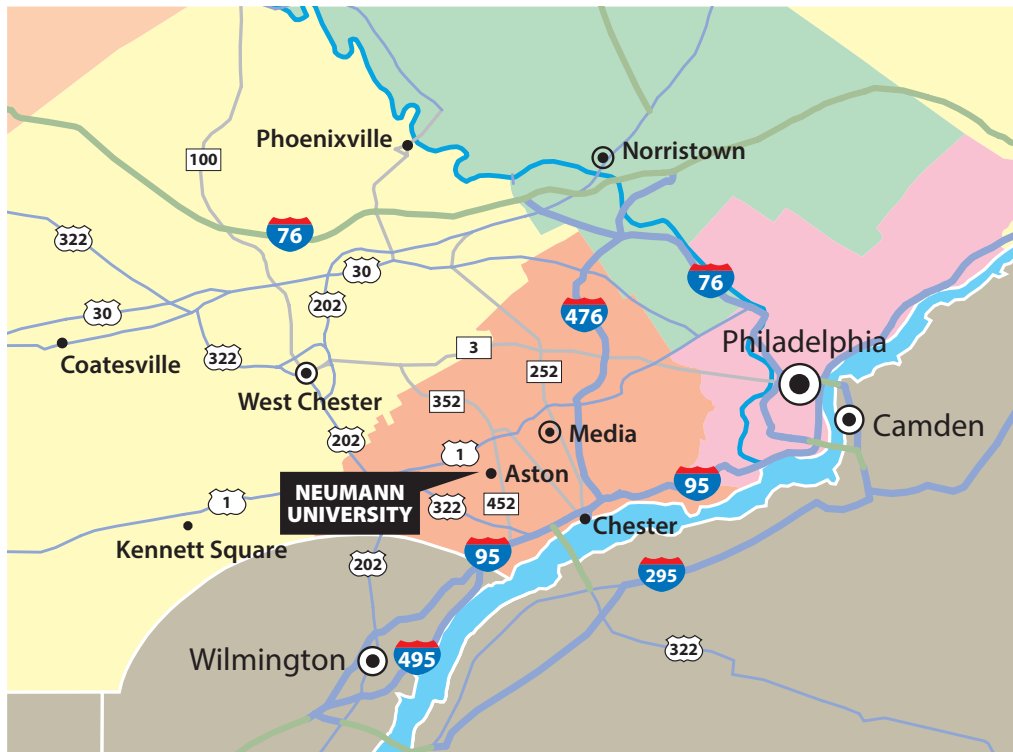 Phoenixville
Norristown
100
76
322
30
76
202
476
30
Philadelphia
3
322
Coatesville
252
West Chester
352
Camden
Media
202
1
Aston
95
NEUMANN
UNIVERSITY
1
322
452
Chester
Kennett Square
95
202
295
322
Wilmington
495